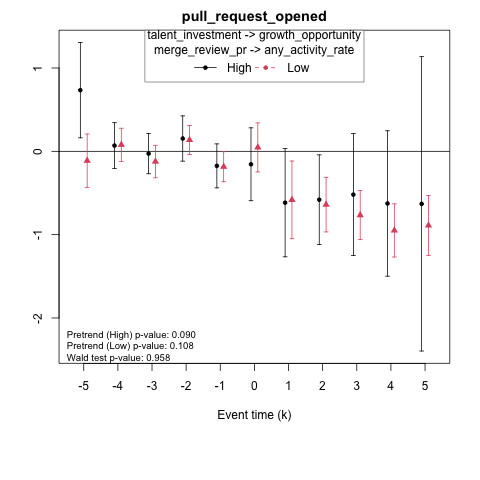 pull_request_opened
talent_investment -> growth_opportunity
merge_review_pr -> any_activity_rate
High Low
1
0
-1
-2
Pretrend (High) p-value: 0.090
Pretrend (Low) p-value: 0.108
Wald test p-value: 0.958
-5 -4 -3 -2 -1 0 1 2 3 4 5
Event time (k)